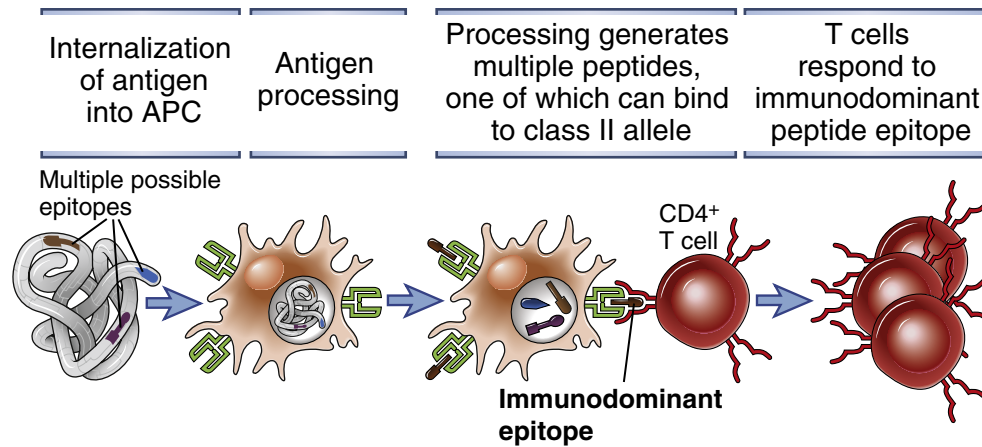 Internalization
of antigen
into APC
Antigen
processing
Processing generates
multiple peptides,
one of which can bind
to class II allele
T cells
respond to
immunodominant
peptide epitope
Multiple possible
epitopes
CD4+
T cell
Immunodominant
epitope